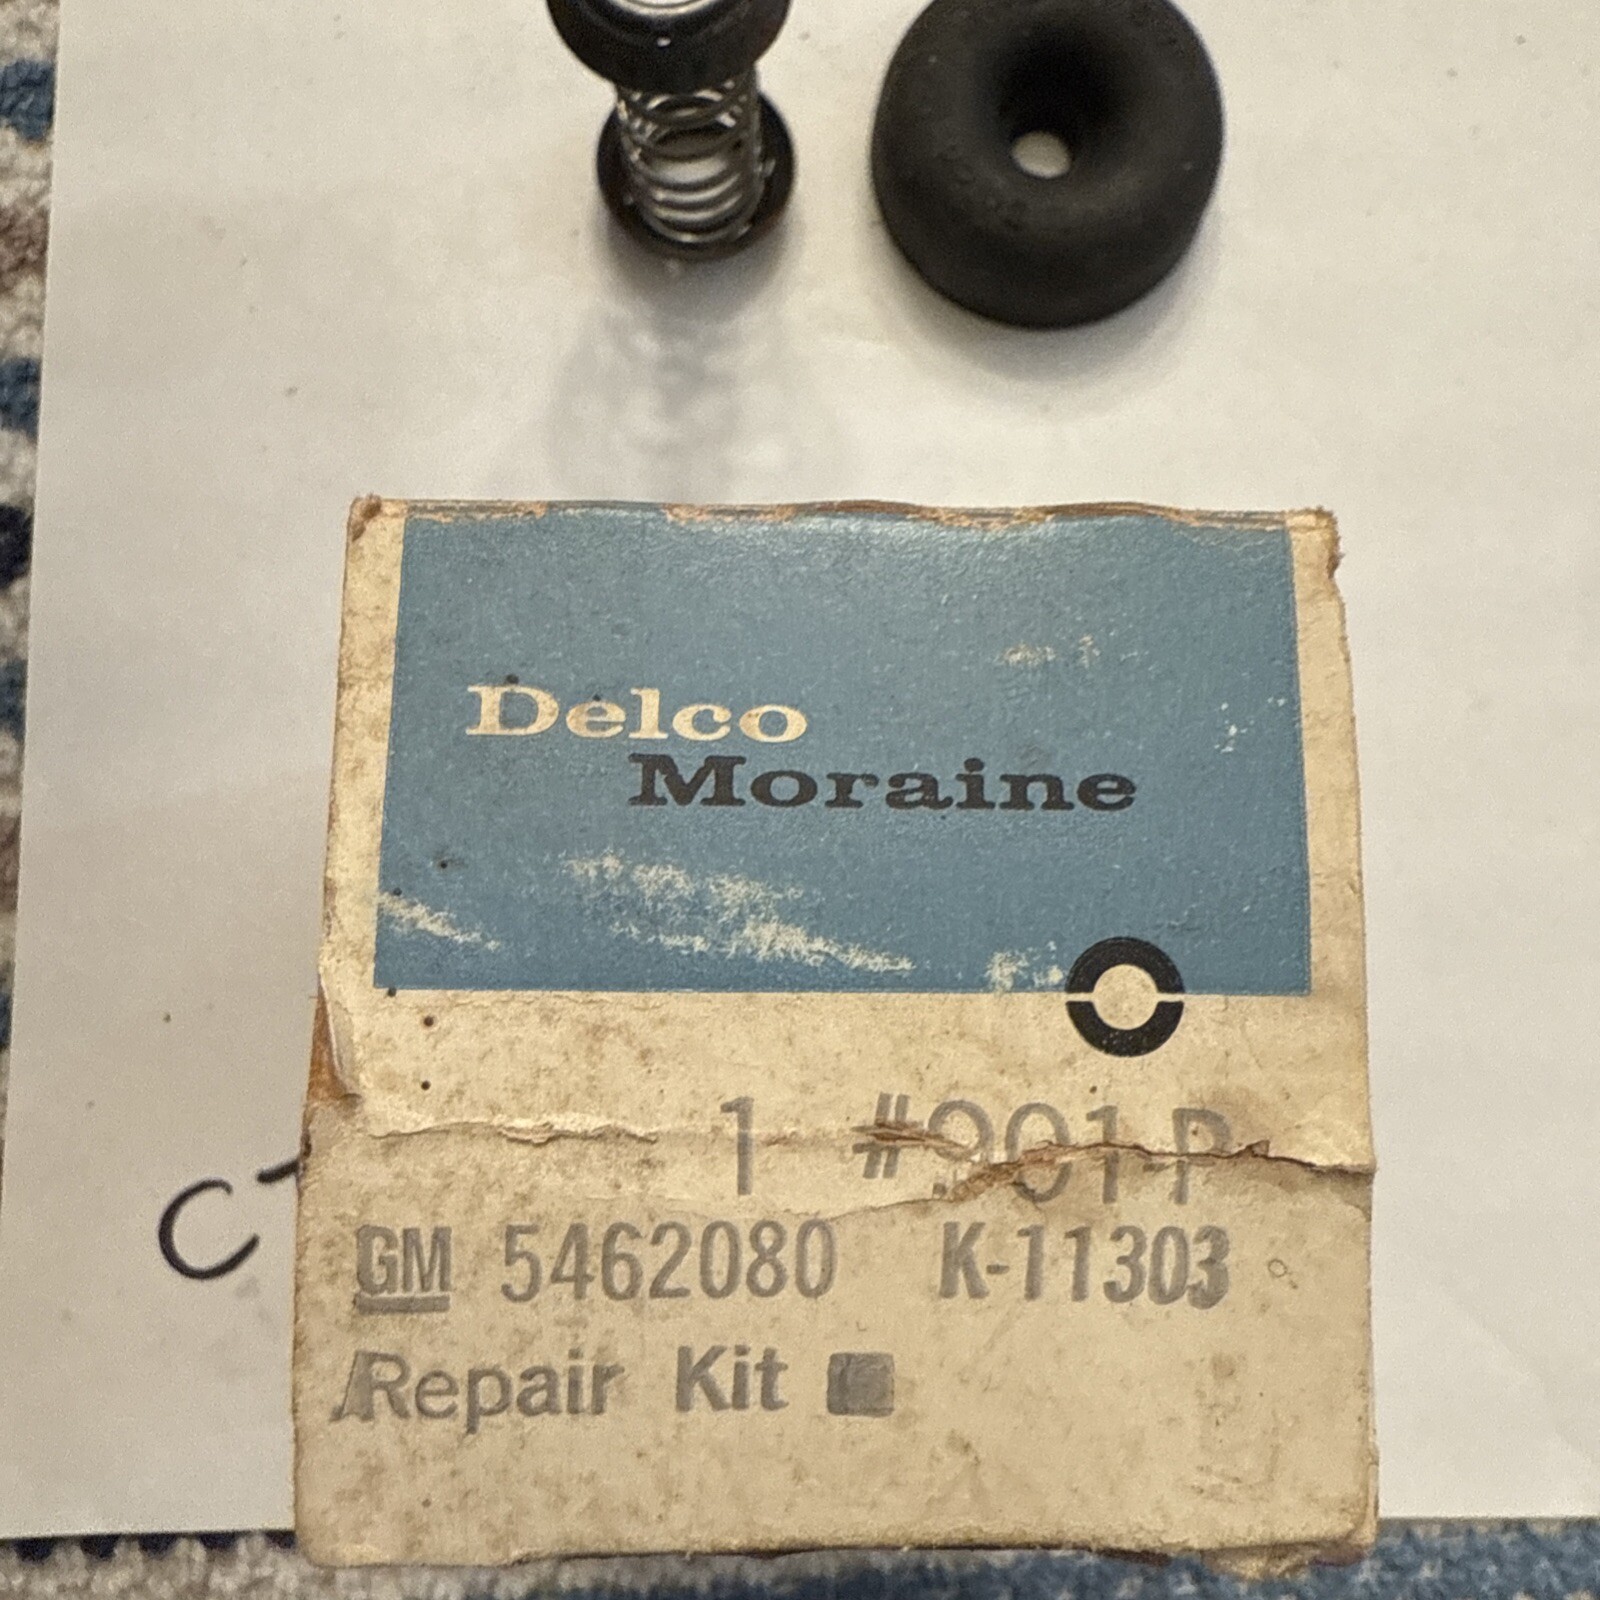 Delco
Moraine
1 #901-P
GM 5462080 K-11303
Repair Kit